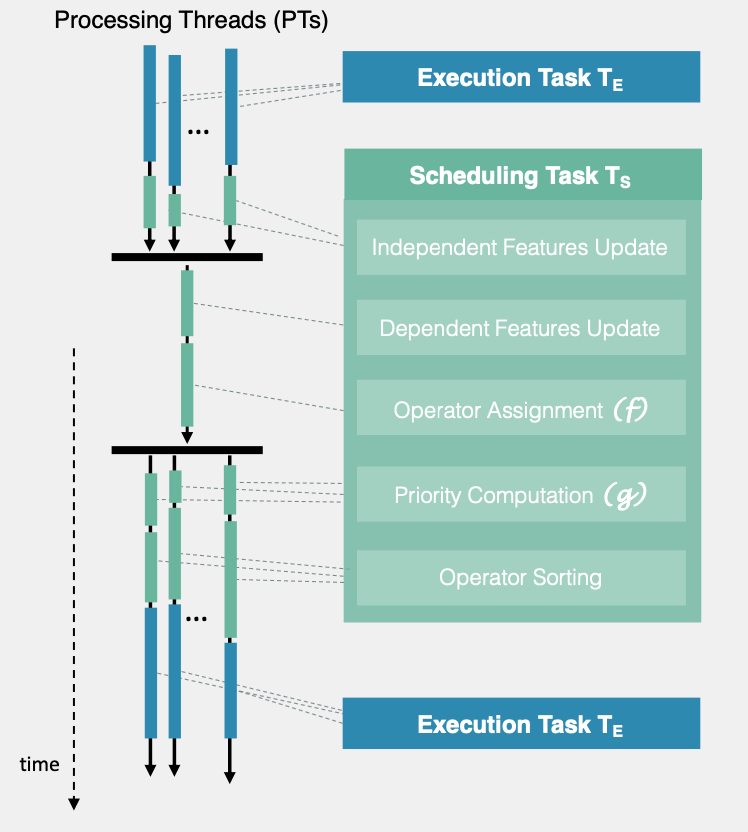 Processing Threads (PTs)
Execution Task T_E
...
Scheduling Task T_S
Independent Features Update
Dependent Features Update
Operator Assignment (f)
Priority Computation (g)
Operator Sorting
...
Execution Task T_E
time